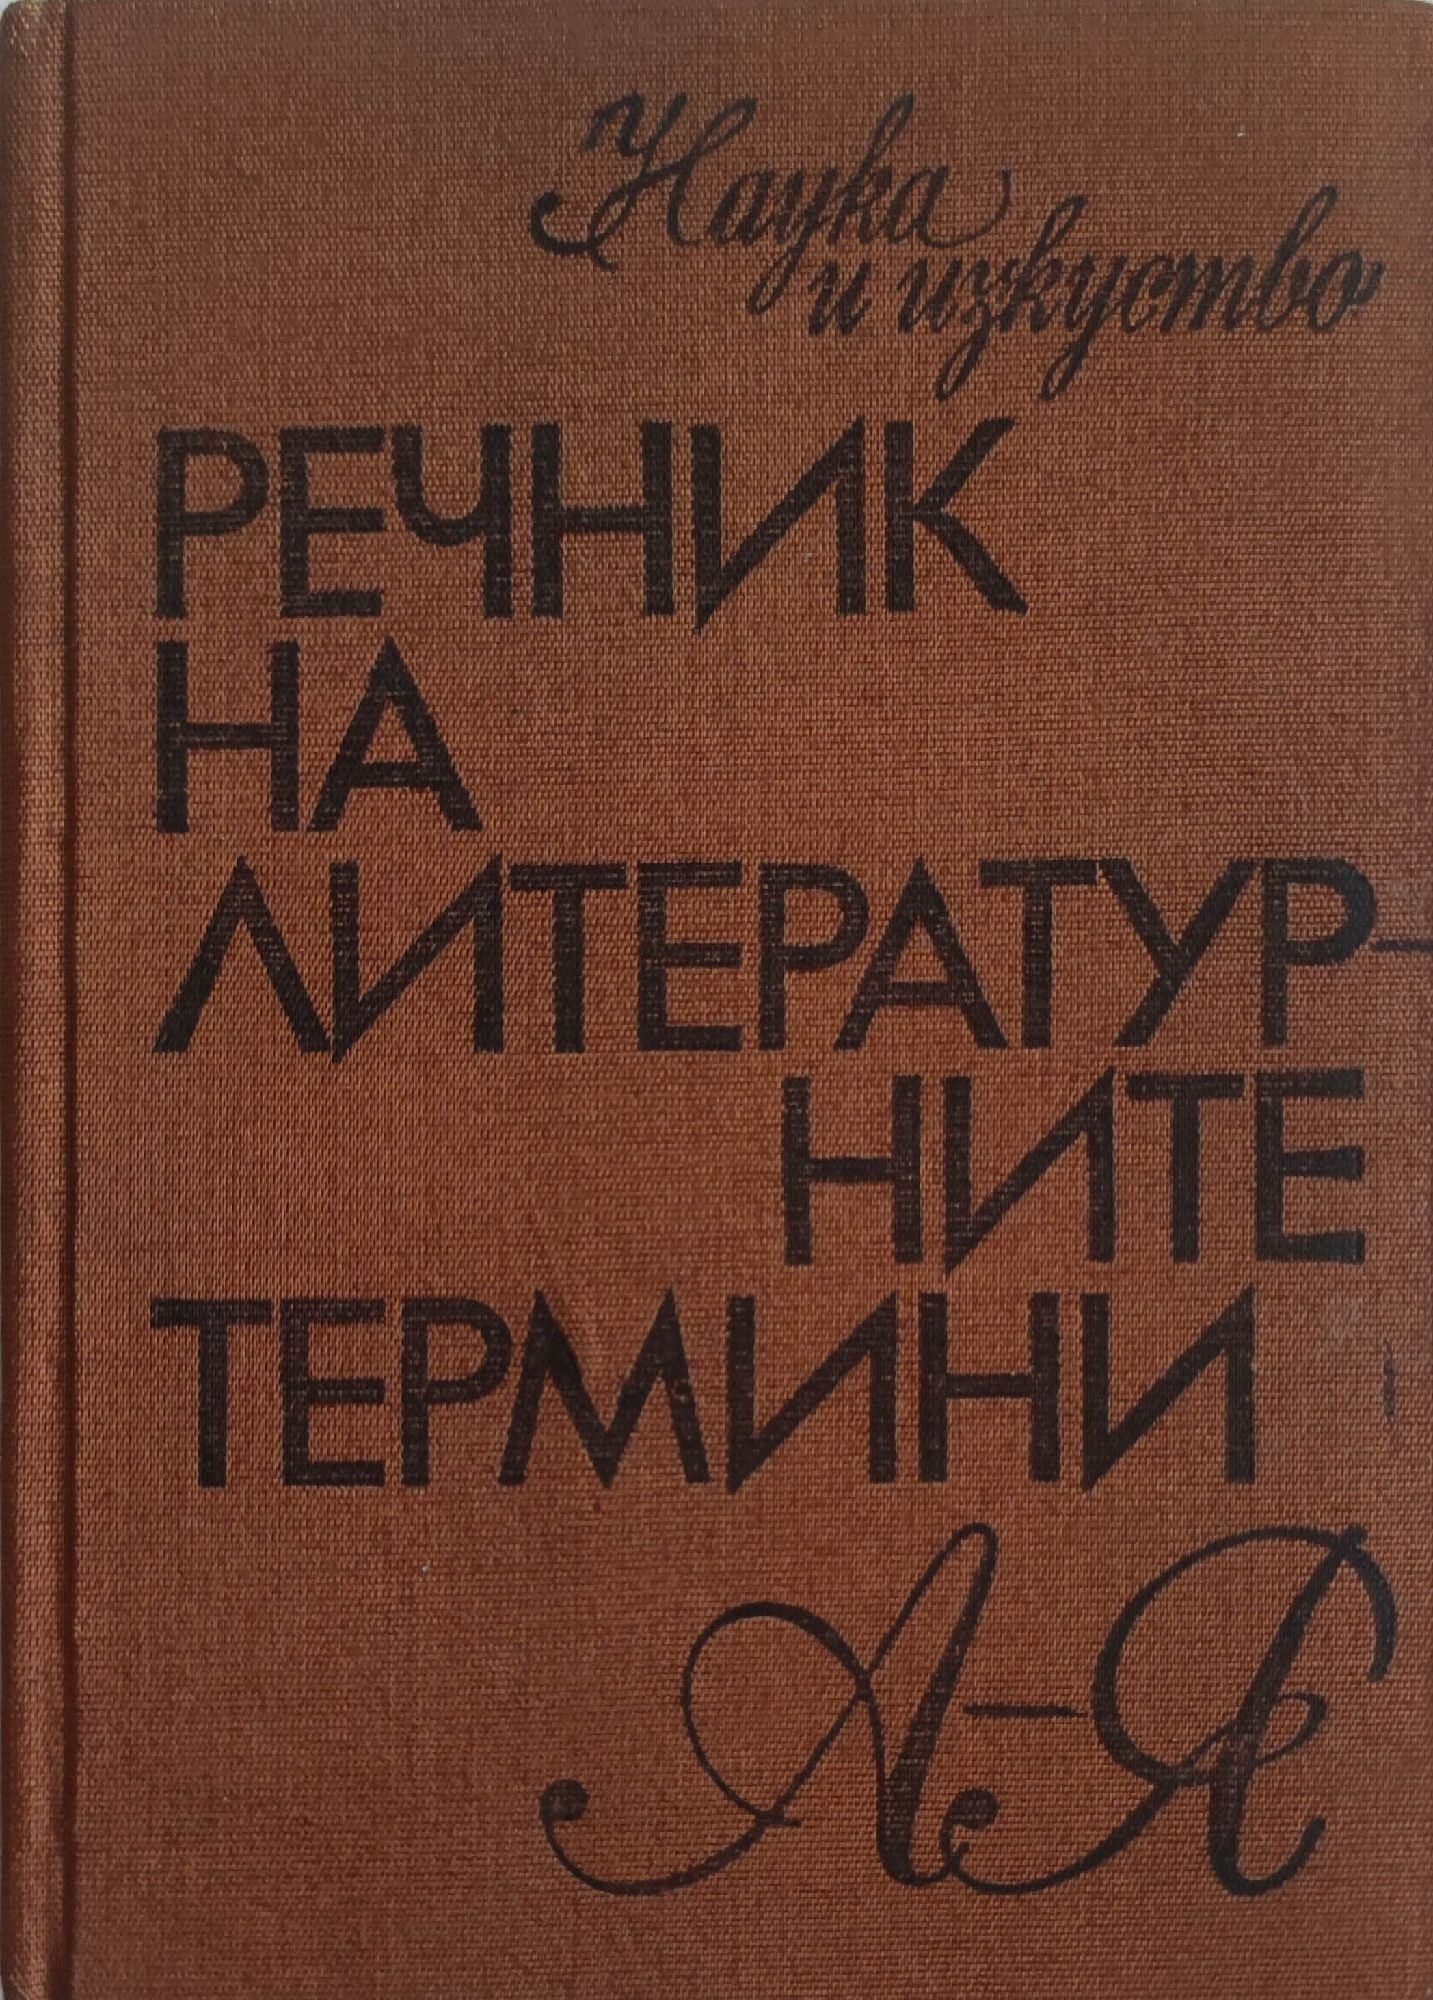 Наука
и изкуство
РЕЧНИК
НА
ЛИТЕРАТУР-
НИТЕ
ТЕРМИНИ
А-Я